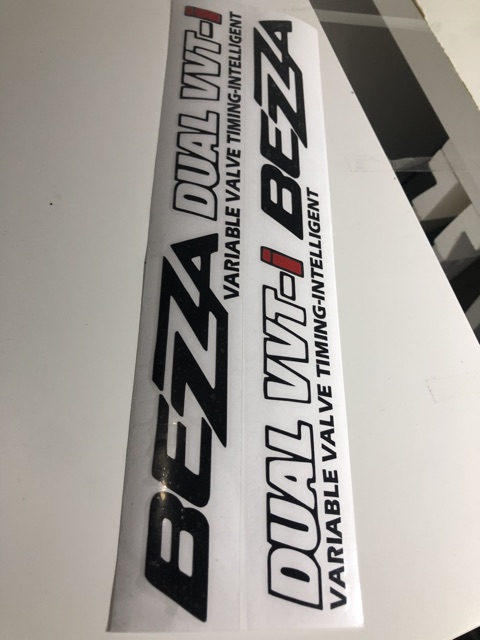 BEZZA DUAL VVT-i
VARIABLE VALVE TIMING-INTELLIGENT
DUAL VVT-i BEZZA
VARIABLE VALVE TIMING-INTELLIGENT